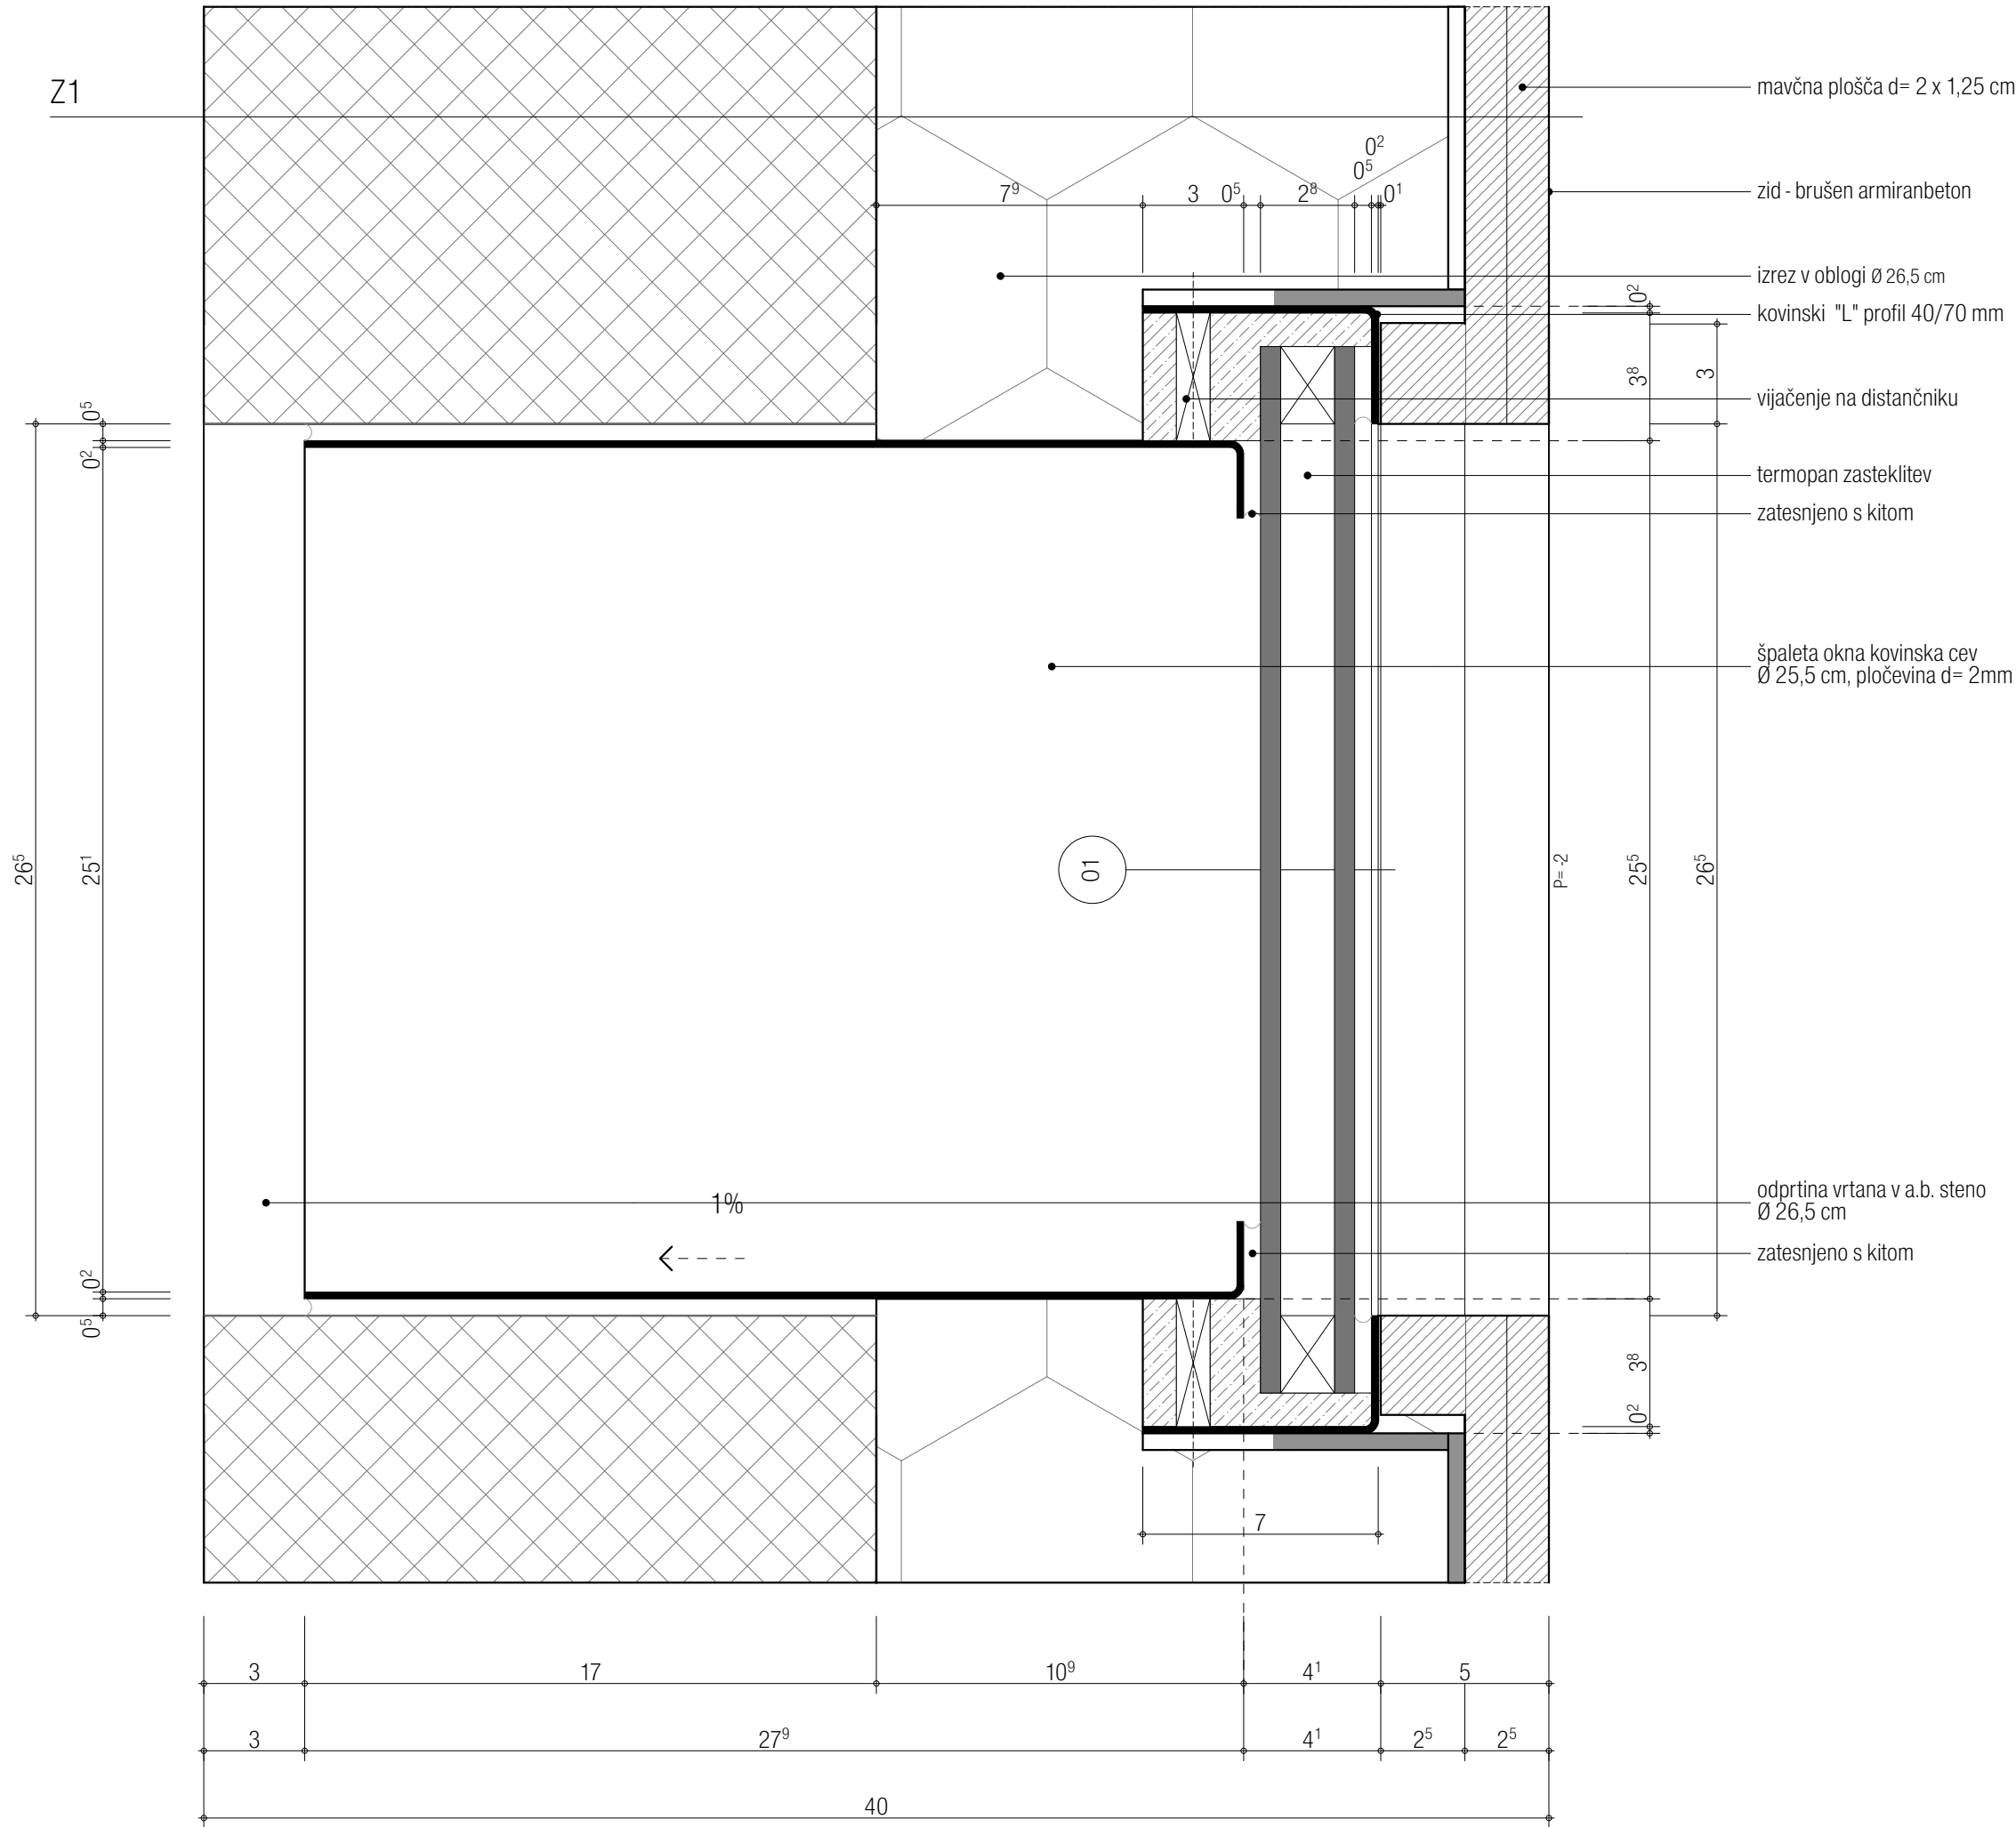 Z1
mavčna plošča d= 2 x 1,25 cm
zid - brušen armiranbeton
0²
0⁵
7⁹ 3 0⁵ 2⁸ 0¹
izrez v oblogi Ø 26,5 cm
0²
kovinski "L" profil 40/70 mm
3⁸
3
vijačenje na distančniku
0⁵
0²
termopan zasteklitev
zatesnjeno s kitom
špaleta okna kovinska cev
Ø 25,5 cm, pločevina d= 2mm
26⁵
25¹
01
P= -2
25⁵
26⁵
odprtina vrtana v a.b. steno
Ø 26,5 cm
1%
zatesnjeno s kitom
0²
0⁵
3⁸
0²
7
3 17 10⁹ 4¹ 5
3 27⁹ 4¹ 2⁵ 2⁵
40